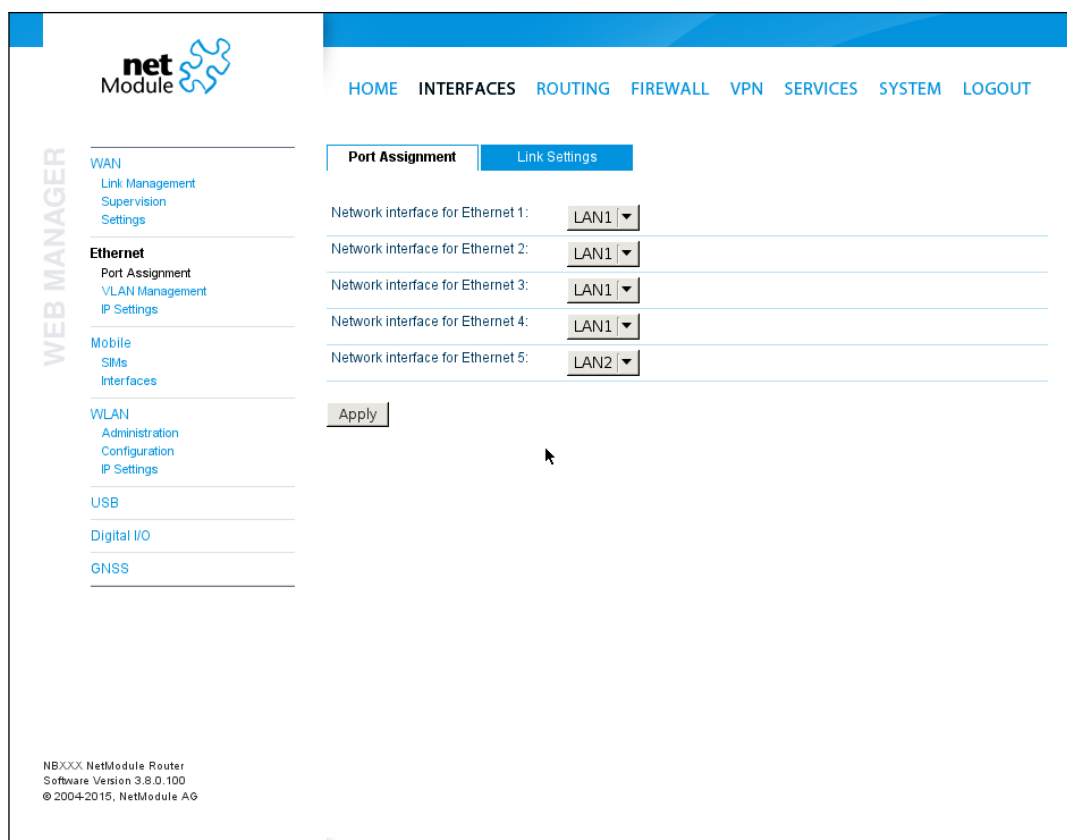 net
Module
HOME INTERFACES ROUTING FIREWALL VPN SERVICES SYSTEM LOGOUT
WEB MANAGER
WAN
Link Management
Supervision
Settings
Ethernet
Port Assignment
VLAN Management
IP Settings
Mobile
SIMs
Interfaces
WLAN
Administration
Configuration
IP Settings
USB
Digital I/O
GNSS
Port Assignment Link Settings
Network interface for Ethernet 1: LAN1
Network interface for Ethernet 2: LAN1
Network interface for Ethernet 3: LAN1
Network interface for Ethernet 4: LAN1
Network interface for Ethernet 5: LAN2
Apply
NBXXX NetModule Router
Software Version 3.8.0.100
© 2004-2015, NetModule AG